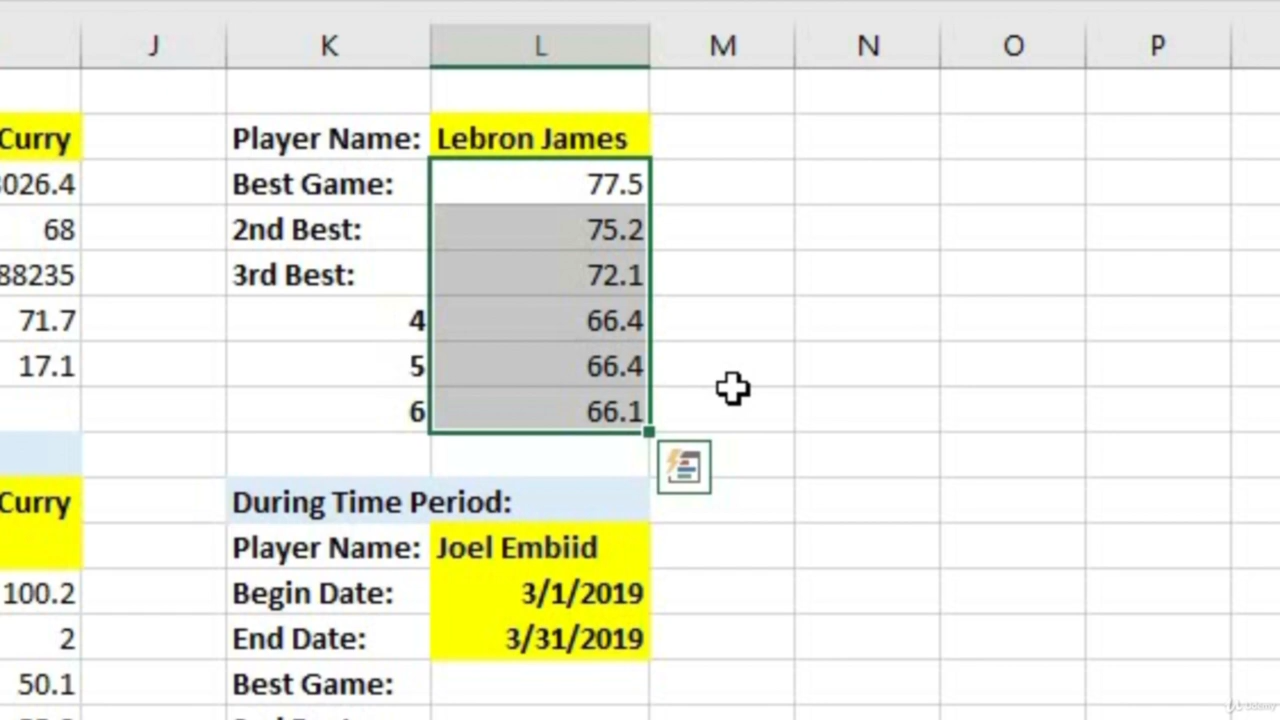 J K L M N O P
Curry Player Name: Lebron James
3026.4 Best Game: 77.5
68 2nd Best: 75.2
88235 3rd Best: 72.1
71.7 4 66.4
17.1 5 66.4
6 66.1
During Time Period:
Curry Player Name: Joel Embiid
Begin Date: 3/1/2019
100.2 End Date: 3/31/2019
2
50.1 Best Game:
Udemy